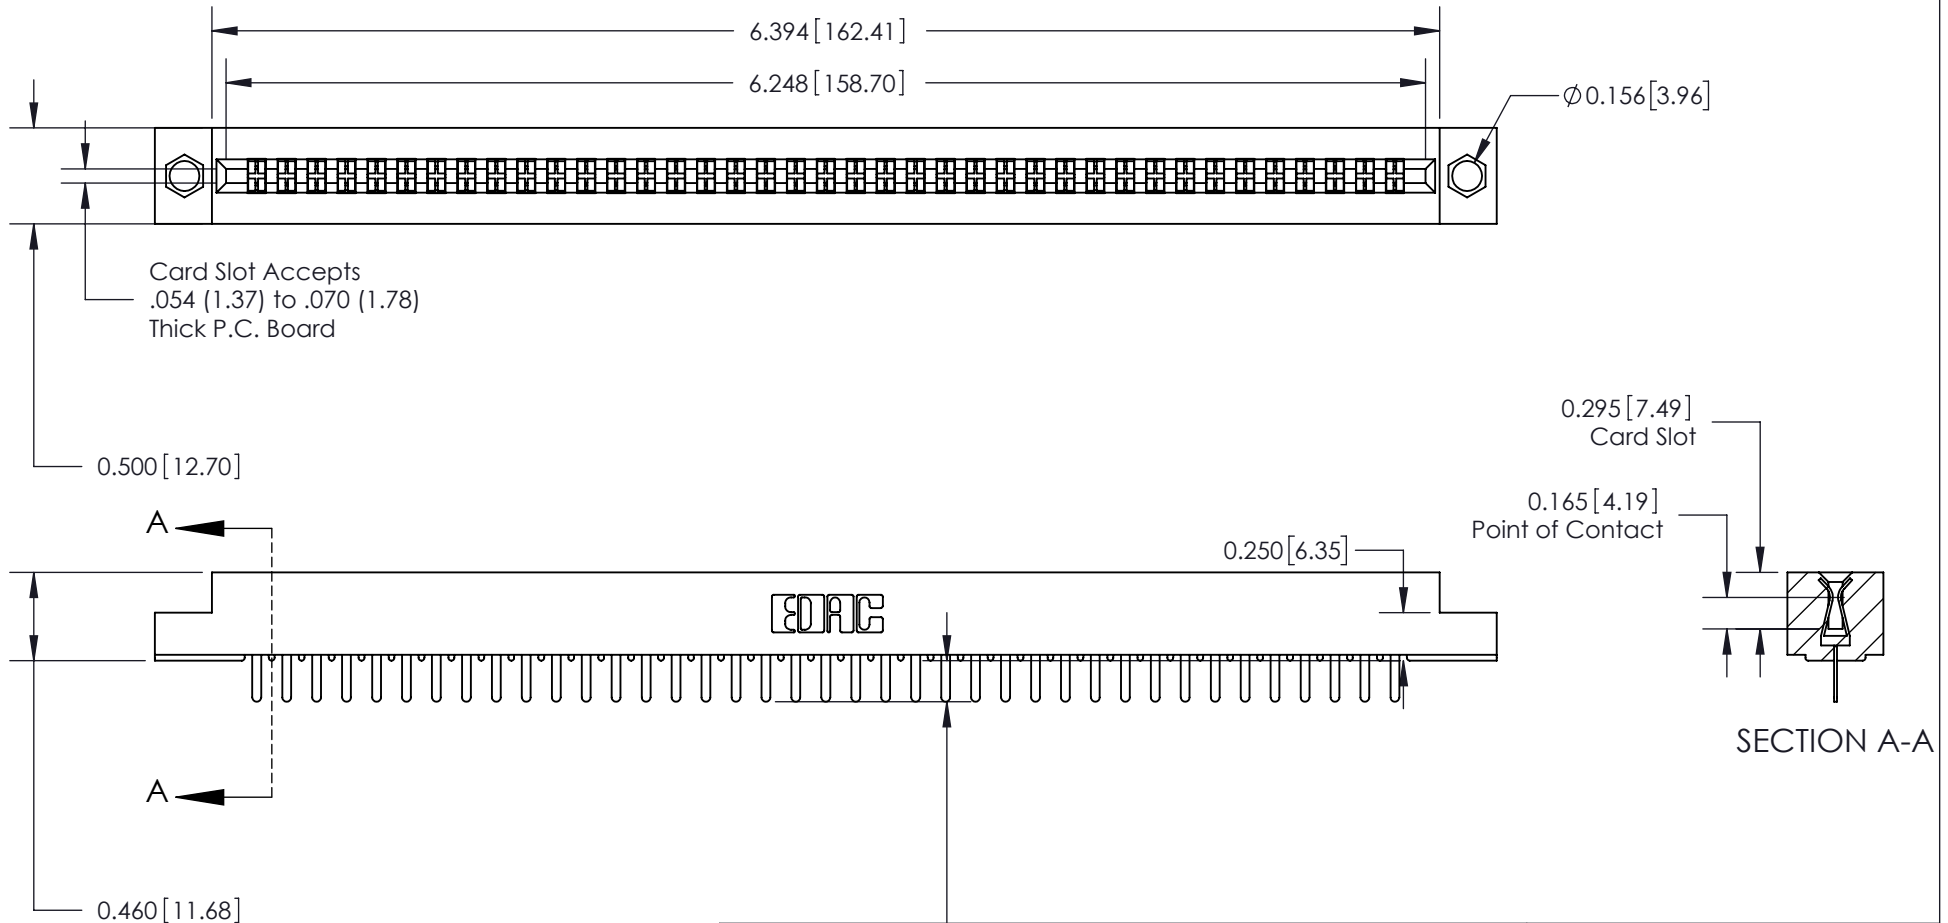 6.394[162.41]
6.248[158.70]
Ø0.156[3.96]
Card Slot Accepts
.054 (1.37) to .070 (1.78)
Thick P.C. Board
0.295[7.49]
Card Slot
0.500[12.70]
0.165[4.19]
Point of Contact
A
0.250[6.35]
EDAC
SECTION A-A
A
0.460[11.68]